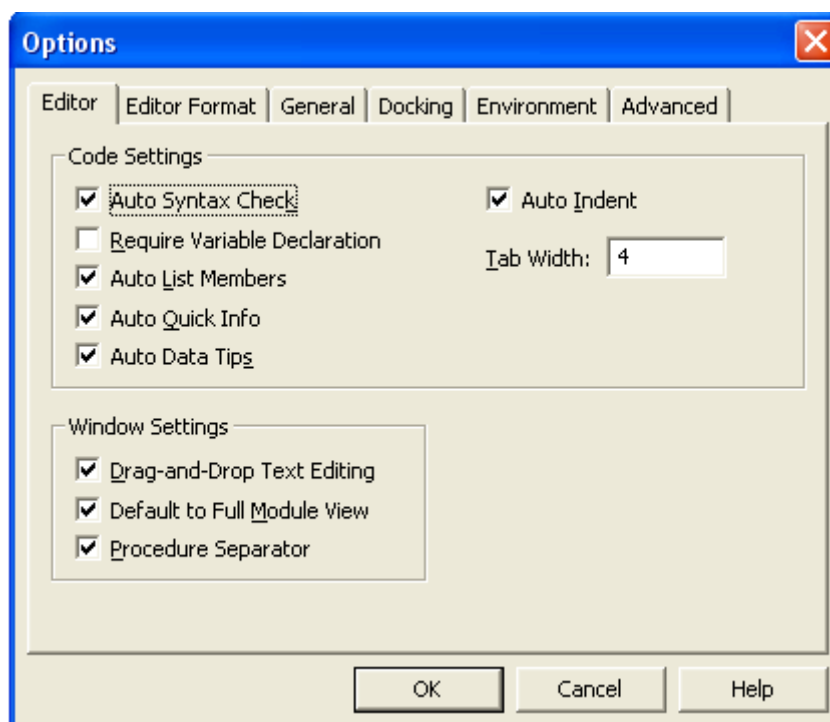 Options
Editor Editor Format General Docking Environment Advanced
Code Settings
Auto Syntax Check
Auto Indent
Require Variable Declaration
Tab Width: 4
Auto List Members
Auto Quick Info
Auto Data Tips
Window Settings
Drag-and-Drop Text Editing
Default to Full Module View
Procedure Separator
OK Cancel Help